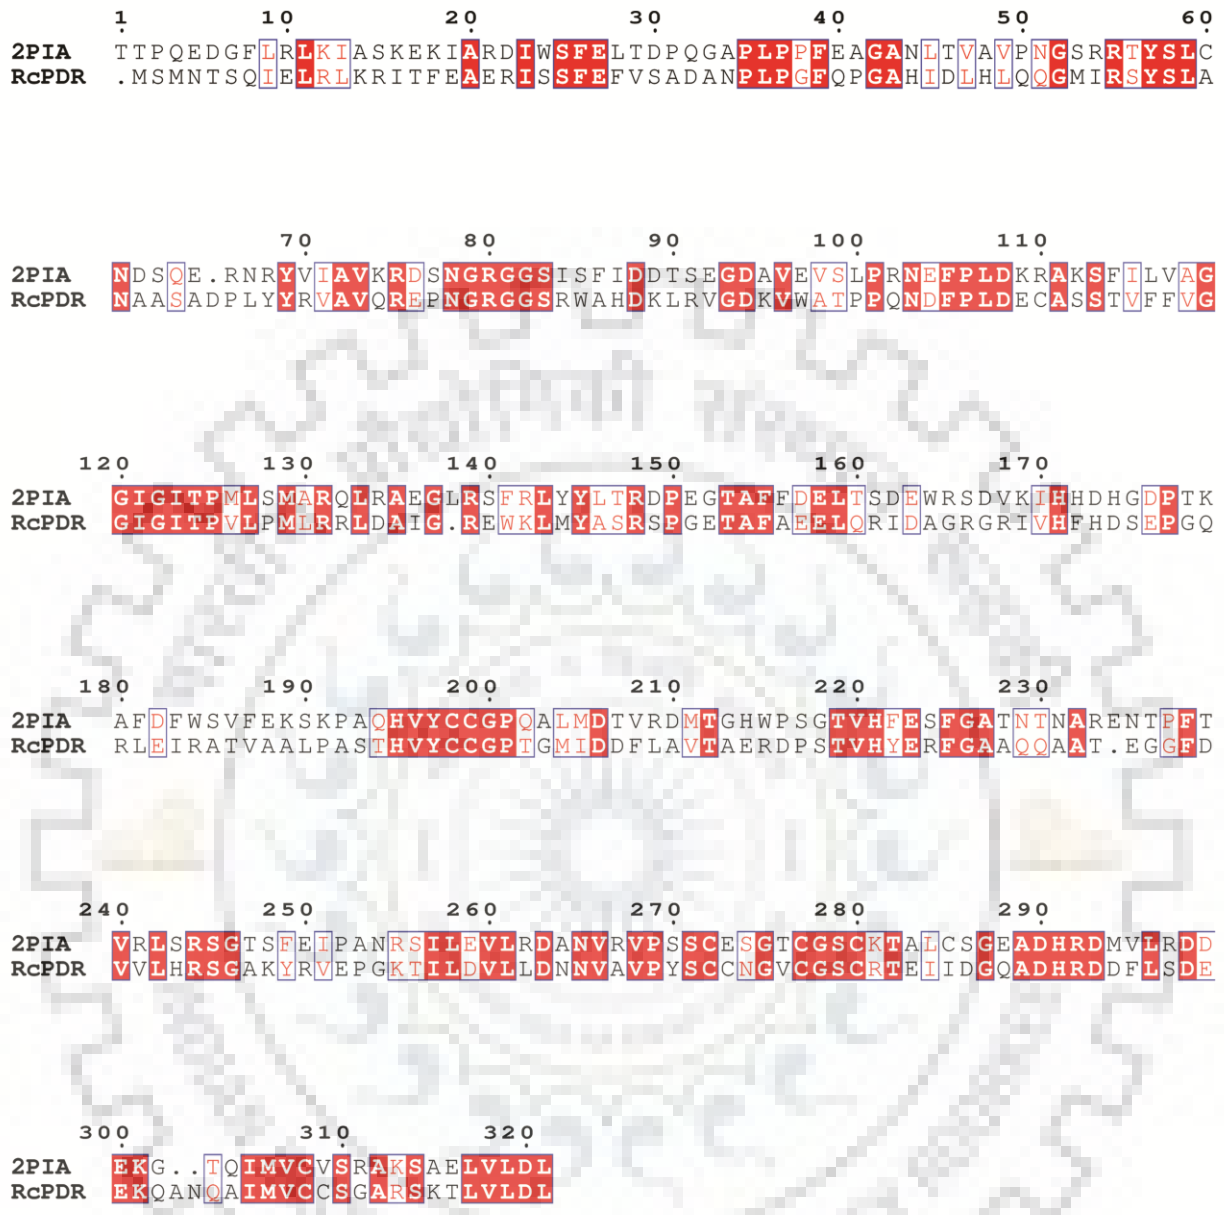 1 10 20 30 40 50 60
2PIA TTPQEDGFLRLKIASKEKIARDIWSFELTDPQGAPLPPFEAGANLTVAVPNGSRRTYSLC
RcPDR .MSMNTSQIELRLKRITFEAERISSFEFVSADANPLPGFQPGAHIDLHLQQGMIRSYSLA
70 80 90 100 110
2PIA NDSQE.RNRYVIAVKRDSNGRGGSISFIDDTSEGDAVEVSLPRNEFPLDKRAKSFILVAG
RcPDR NAASADPLYYRVAVQREPNGRGGSRWAHDKLRVGDKVWATPPQNDFPLDECASSTVFFVG
120 130 140 150 160 170
2PIA GIGITPMLSMARQLRAEGLRSFRLYYLTRDPEGTAFFDELTSDEWRSDVKIHHDHGDPTK
RcPDR GIGITPVLPMLRRLDAIG.REWKLMYASRSPGETAFAEELQRIDAGRGRIVHFHDSEPGQ
180 190 200 210 220 230
2PIA AFDFWSVFEKSKPAQHVYCCGPQALMDTVRDMTGHWPSGTVHFESFGATNTNARENTPFT
RcPDR RLEIRATVAALPASTHVYCCGPTGMIDDFLAVTAERDPSTVHYERFGAAQQAAT.EGGFD
240 250 260 270 280 290
2PIA VRLSRSGTSFEIPANRSILEVLRDANVRVPSSCESGTCGSCKTALCSGEADHRDMVLRDD
RcPDR VVLHRSGAKYRVEPGKTILDVLLDNNVAVPYSCCNGVCGSCRTEIIDGQADHRDDFLSDE
300 310 320
2PIA EKG..TQIMVCVSRAKSAELVLDL
RcPDR EKQANQAIMVCCSGARSKTLVLDL